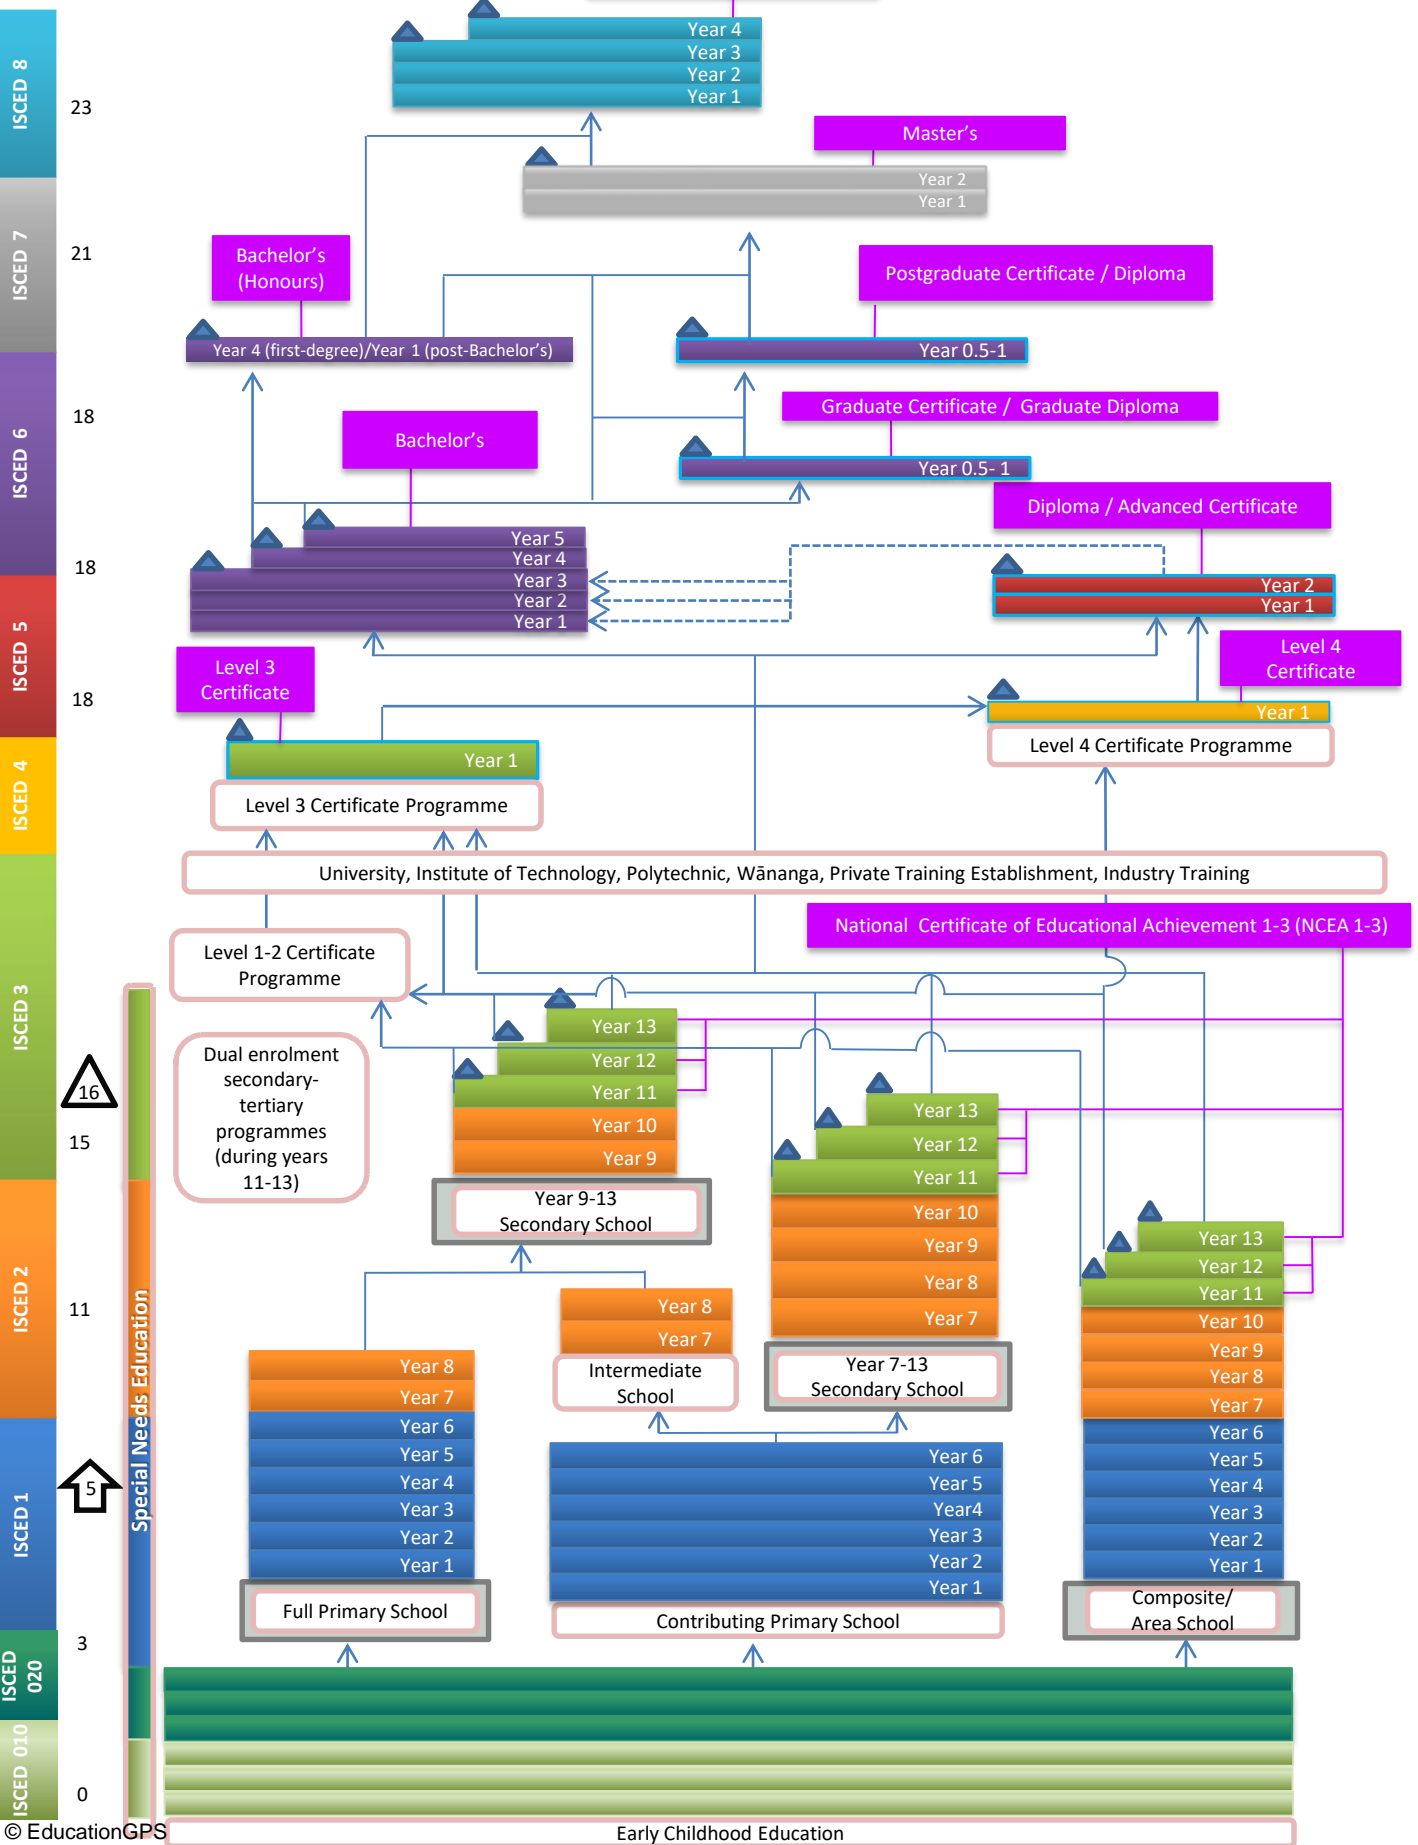 Year 4
Year 3
Year 2
Year 1
ISCED 8
23
Master's
Year 2
Year 1
ISCED 7
21
Bachelor's
(Honours)
Postgraduate Certificate / Diploma
Year 4 (first-degree)/Year 1 (post-Bachelor's)
Year 0.5-1
18
Graduate Certificate / Graduate Diploma
ISCED 6
Bachelor's
Year 0.5- 1
Diploma / Advanced Certificate
Year 5
Year 4
Year 3
Year 2
Year 1
18
Year 2
Year 1
ISCED 5
Level 3
Certificate
Level 4
Certificate
18
Year 1
Level 4 Certificate Programme
Year 1
Level 3 Certificate Programme
ISCED 4
University, Institute of Technology, Polytechnic, Wānanga, Private Training Establishment, Industry Training
National Certificate of Educational Achievement 1-3 (NCEA 1-3)
Level 1-2 Certificate
Programme
ISCED 3
Dual enrolment
secondary-
tertiary
programmes
(during years
11-13)
16
15
Year 13
Year 12
Year 11
Year 10
Year 9
Year 9-13
Secondary School
Year 13
Year 12
Year 11
Year 10
Year 9
Year 8
Year 7
Year 7-13
Secondary School
Year 13
Year 12
Year 11
Year 10
Year 9
Year 8
Year 7
Year 6
Year 5
Year 4
Year 3
Year 2
Year 1
Composite/
Area School
ISCED 2
11
Special Needs Education
Year 8
Year 7
Intermediate
School
Year 8
Year 7
Year 6
Year 5
Year 4
Year 3
Year 2
Year 1
Full Primary School
Year 6
Year 5
Year4
Year 3
Year 2
Year 1
Contributing Primary School
ISCED 1
5
3
ISCED
020
ISCED 010
0
© EducationGPS
Early Childhood Education